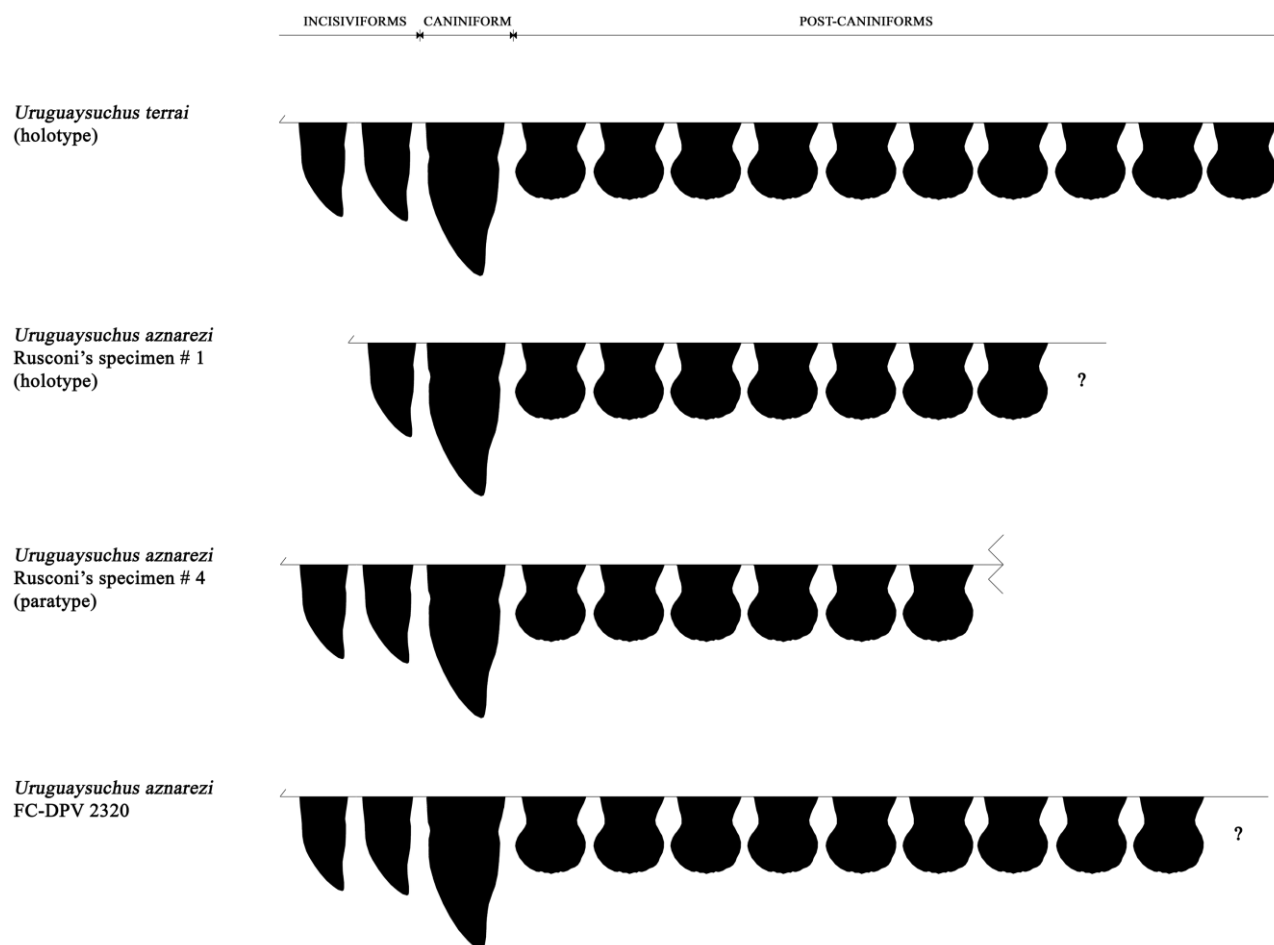 INCISIVIFORMS CANINIFORM POST-CANINIFORMS
Uruguaysuchus terrai
(holotype)
Uruguaysuchus aznarezi
Rusconi's specimen # 1
(holotype)
?
Uruguaysuchus aznarezi
Rusconi's specimen # 4
(paratype)
Uruguaysuchus aznarezi
FC-DPV 2320
?